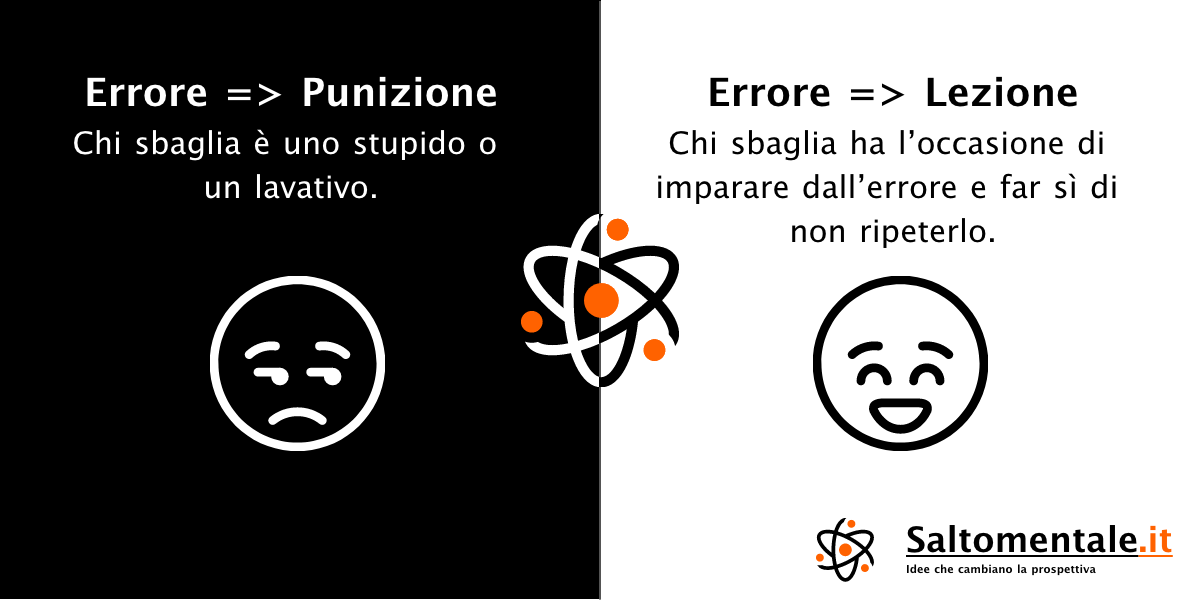 Errore => Punizione
Chi sbaglia è uno stupido o
un lavativo.
Errore => Lezione
Chi sbaglia ha l’occasione di
imparare dall’errore e far sì di
non ripeterlo.
Saltomentale.it
Idee che cambiano la prospettiva